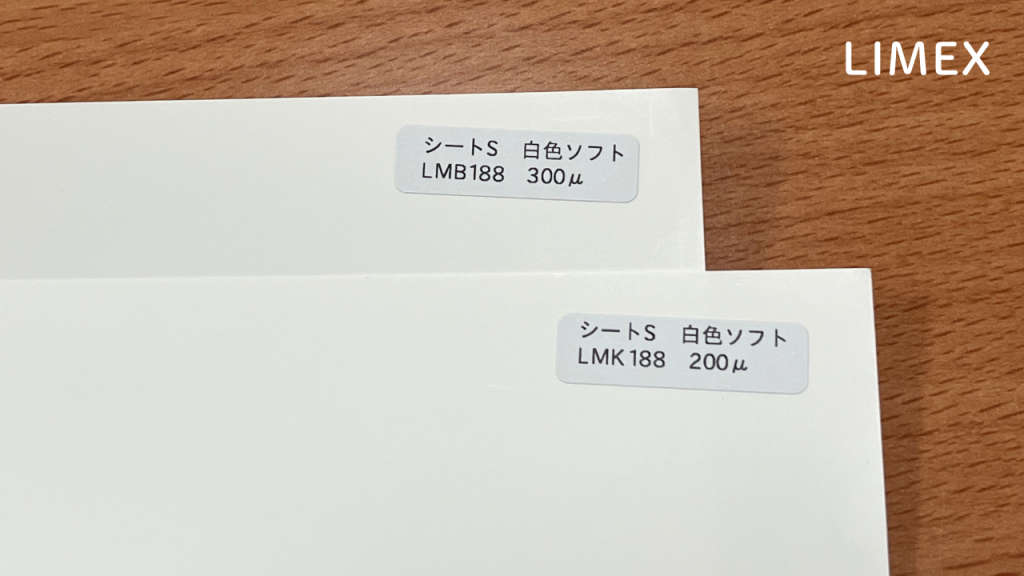 LIMEX
シートS　白色ソフト
LMB188　300μ
シートS　白色ソフト
LMK188　200μ